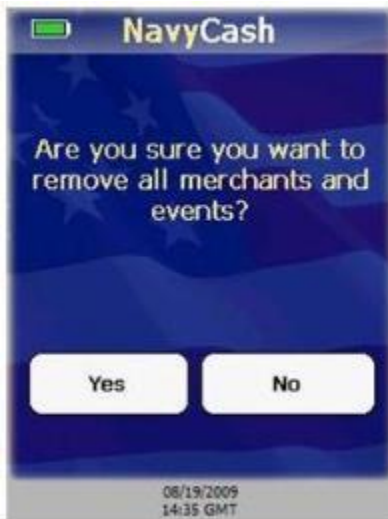 NavyCash
Are you sure you want to
remove all merchants and
events?
Yes No
08/19/2009
14:35 GMT